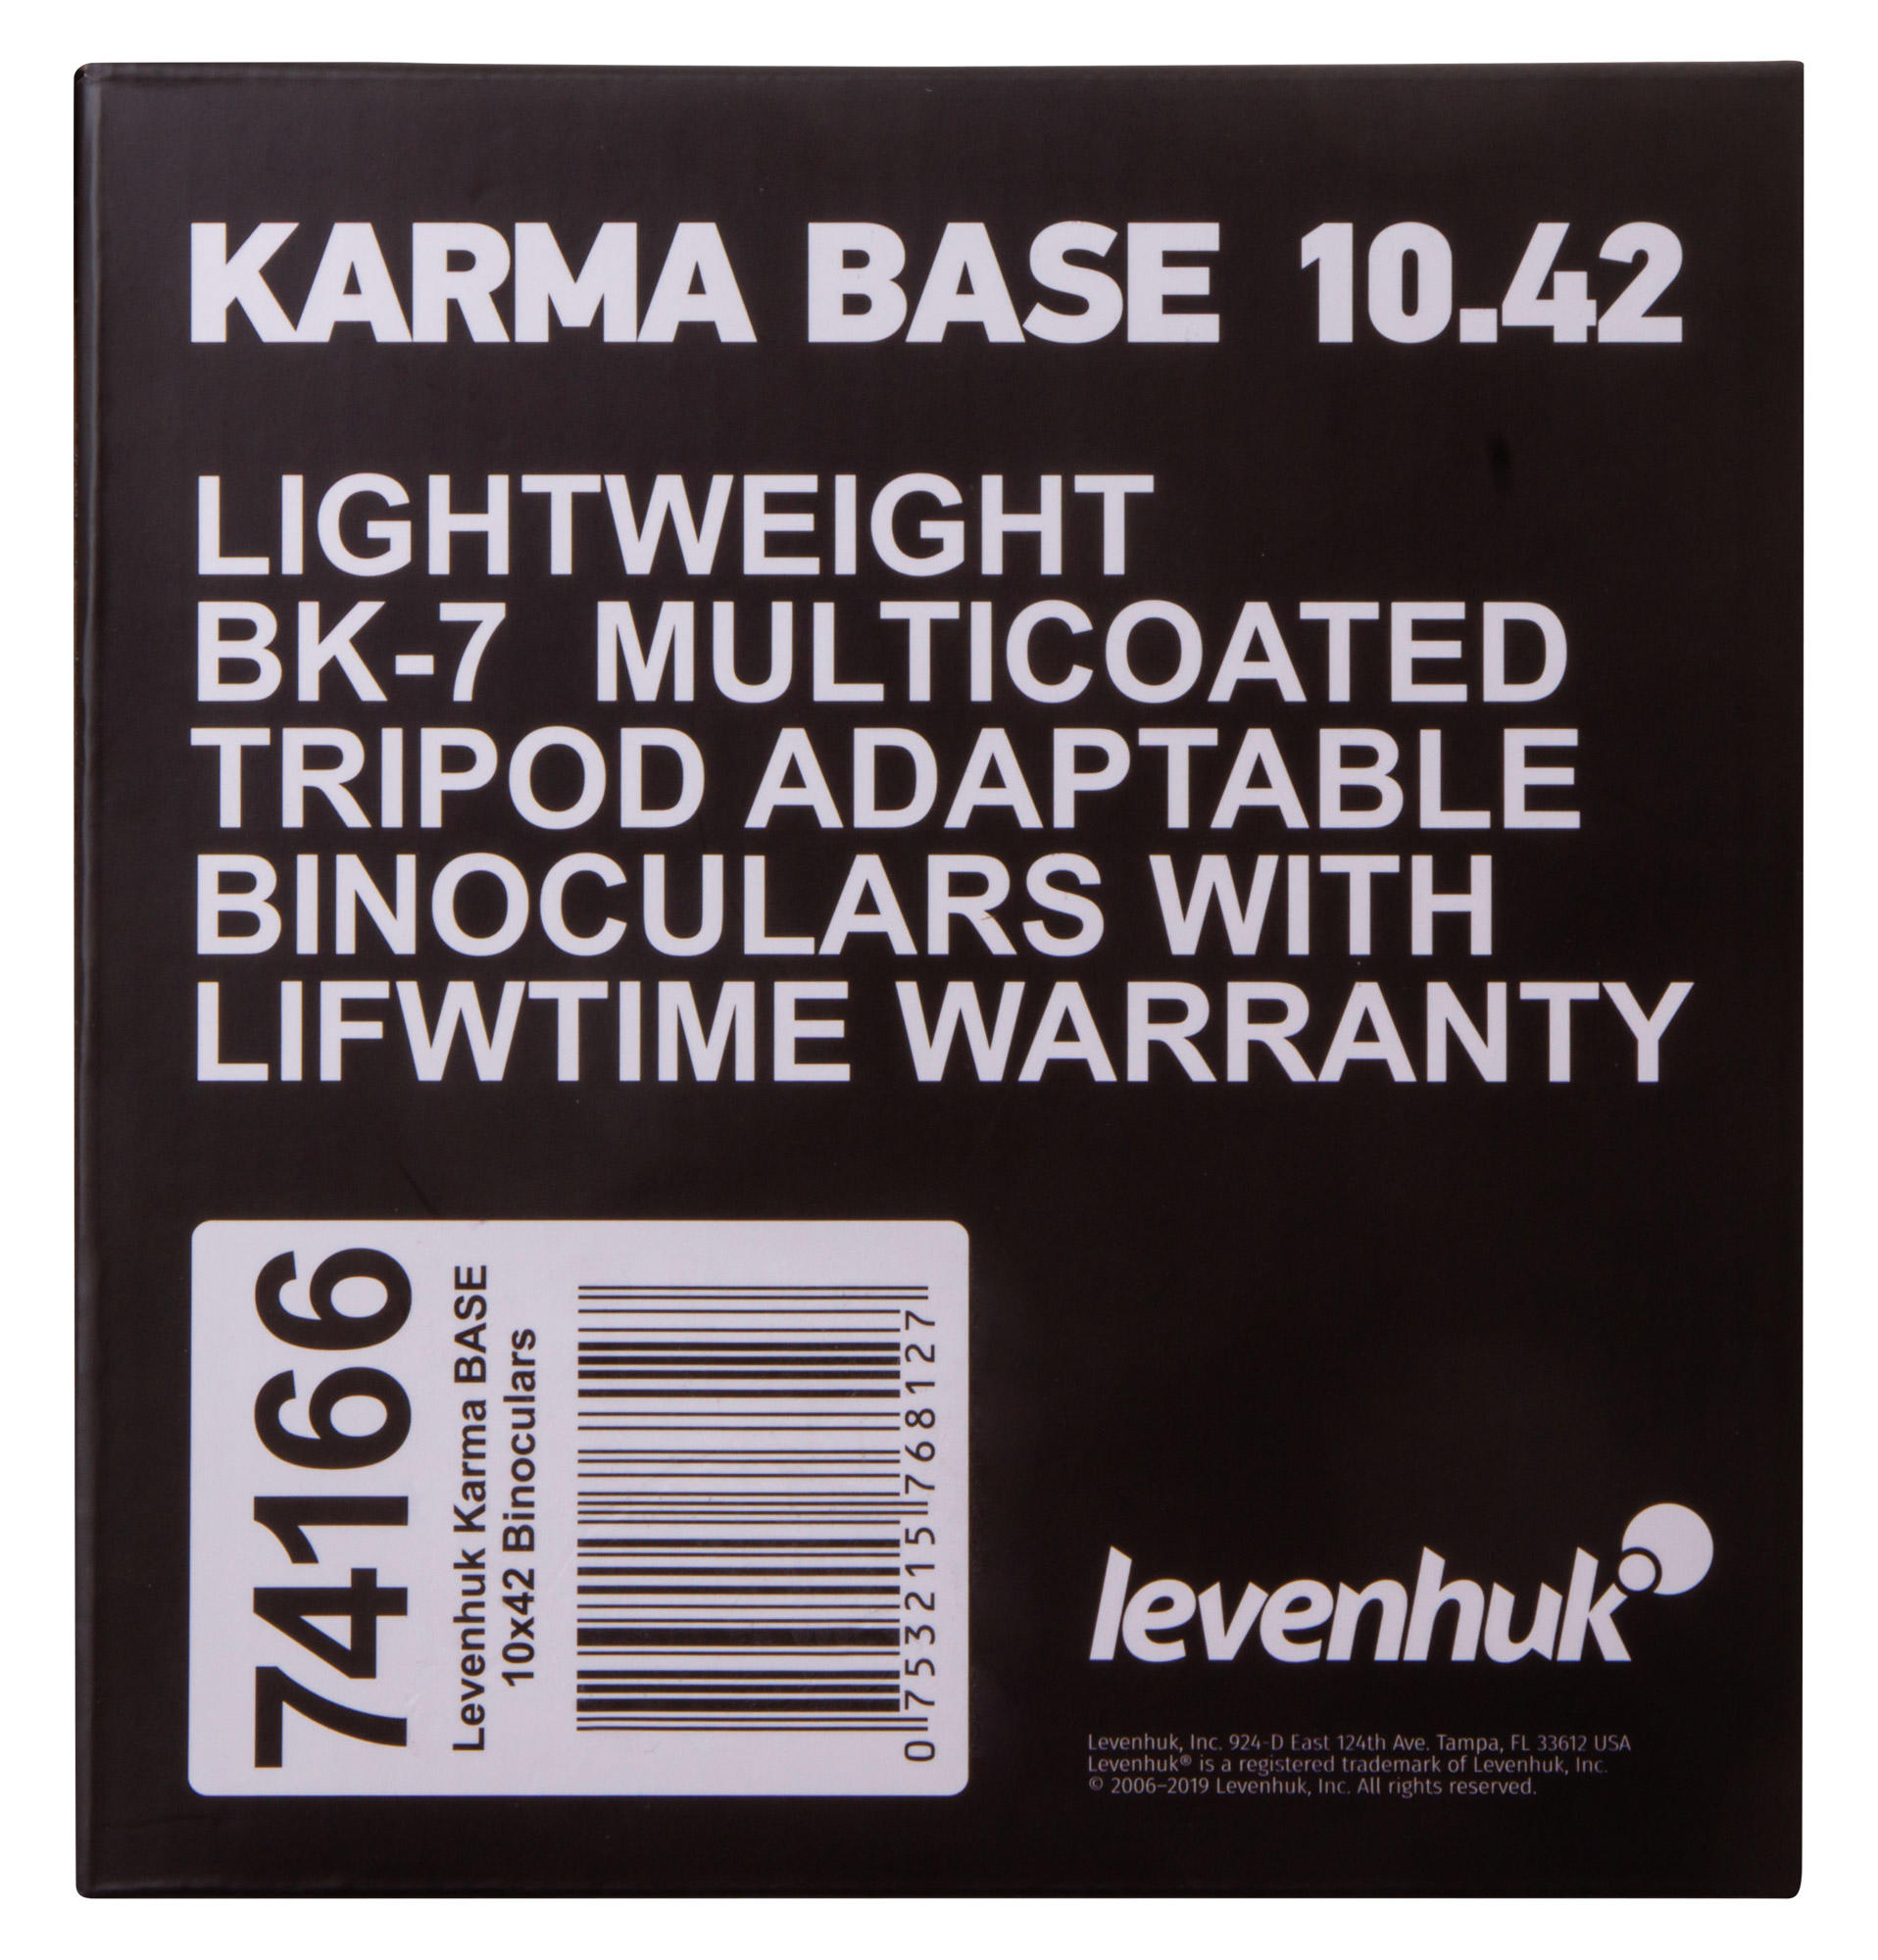 KARMA BASE 10.42
LIGHTWEIGHT
BK-7 MULTICOATED
TRIPOD ADAPTABLE
BINOCULARS WITH
LIFWTIME WARRANTY
74166
Levenhuk Karma BASE
10x42 Binoculars
0 753215 768127
levenhuk
Levenhuk, Inc. 924-D East 124th Ave. Tampa, FL 33612 USA
Levenhuk® is a registered trademark of Levenhuk, Inc.
© 2006–2019 Levenhuk, Inc. All rights reserved.